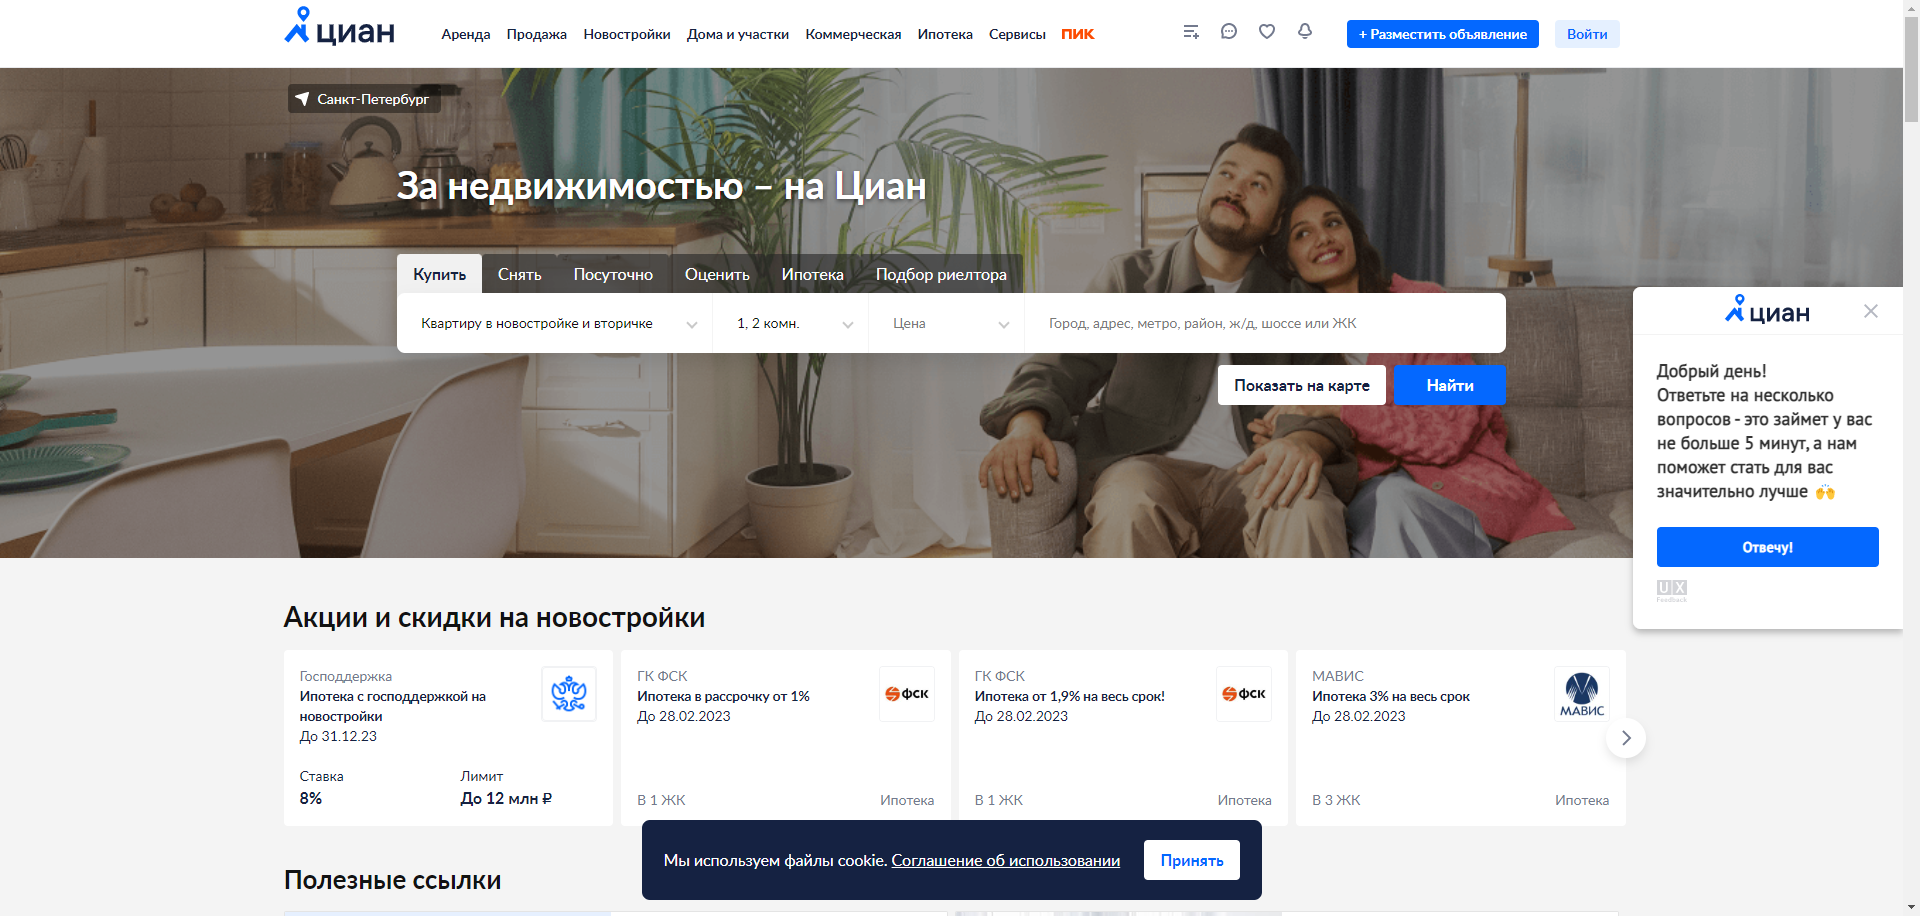 циан
Аренда Продажа Новостройки Дома и участки Коммерческая Ипотека Сервисы ПИК
+ Разместить объявление Войти
Санкт-Петербург
За недвижимостью – на Циан
Купить Снять Посуточно Оценить Ипотека Подбор риелтора
Квартиру в новостройке и вторичке 1, 2 комн. Цена Город, адрес, метро, район, ж/д, шоссе или ЖК
Показать на карте Найти
циан
Добрый день!
Ответьте на несколько
вопросов - это займет у вас
не больше 5 минут, а нам
поможет стать для вас
значительно лучше 🙌
Отвечу!
UX
Feedback
Акции и скидки на новостройки
Господдержка
Ипотека с господдержкой на
новостройки
До 31.12.23
Ставка Лимит
8% До 12 млн ₽
ГК ФСК
Ипотека в рассрочку от 1%
До 28.02.2023
фск
В 1 ЖК Ипотека
ГК ФСК
Ипотека от 1,9% на весь срок!
До 28.02.2023
фск
В 1 ЖК Ипотека
МАВИС
Ипотека 3% на весь срок
До 28.02.2023
МАВИС
В 3 ЖК Ипотека
Мы используем файлы cookie. Соглашение об использовании Принять
Полезные ссылки